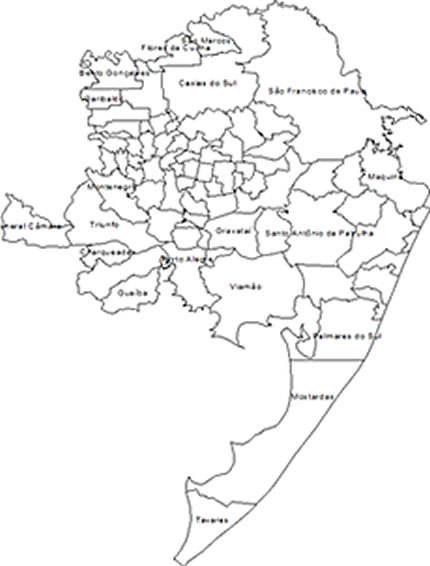 São Marcos
Flores da Cunha
Bento Gonçalves
Caxias do Sul
São Francisco de Paula
Garibaldi
Maquiné
Montenegro
General Câmara
Triunfo
Gravataí
Santo Antônio da Patrulha
Charqueadas
Porto Alegre
Guaíba
Viamão
Palmares do Sul
Mostardas
Tavares